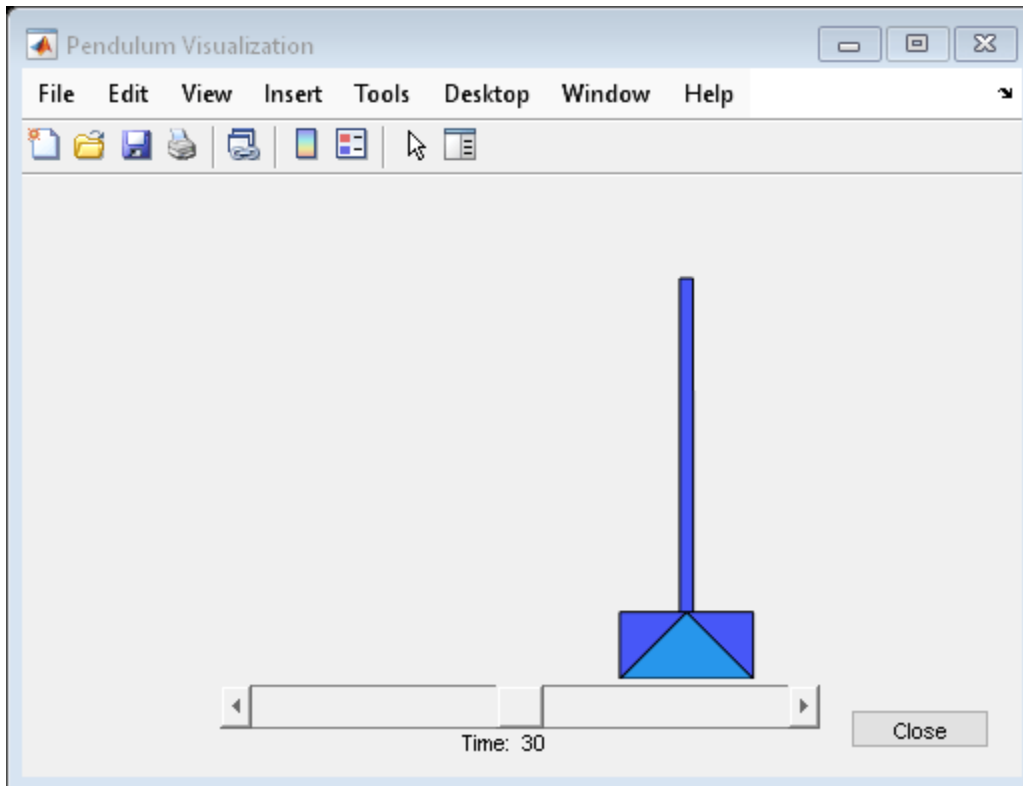 Pendulum Visualization
File Edit View Insert Tools Desktop Window Help
Time: 30
Close